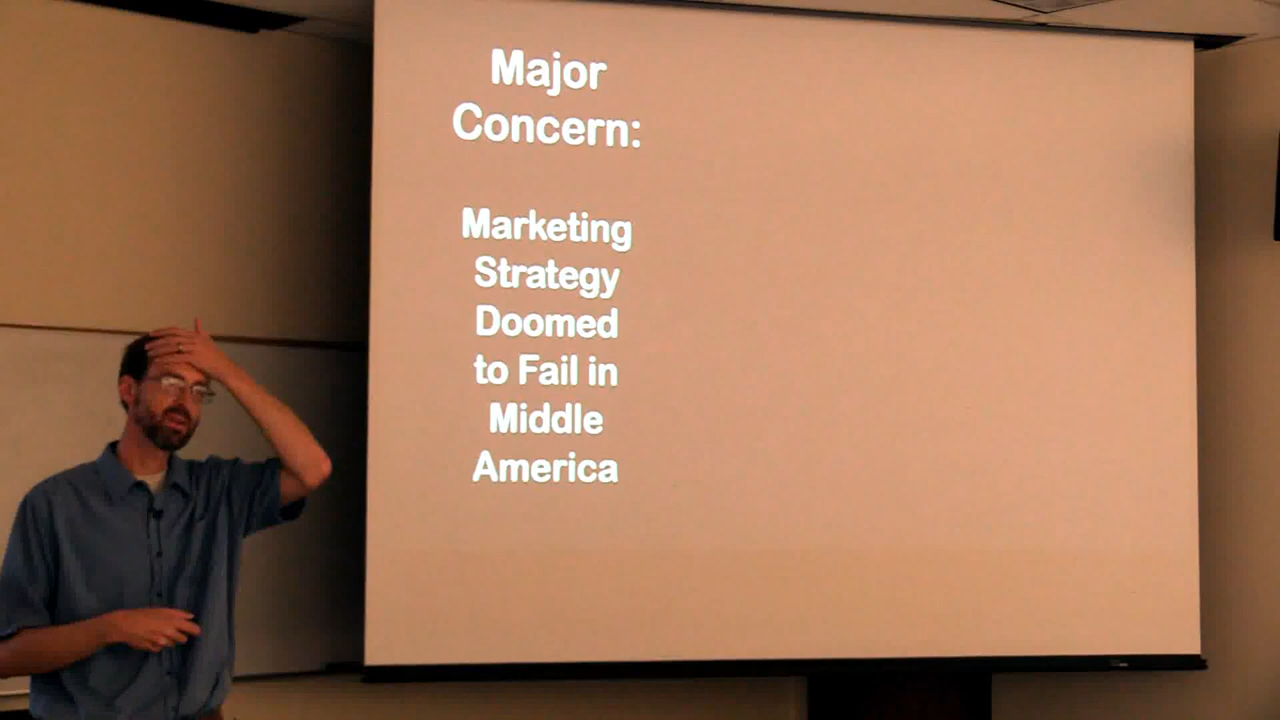 Major
Concern:
Marketing
Strategy
Doomed
to Fail in
Middle
America